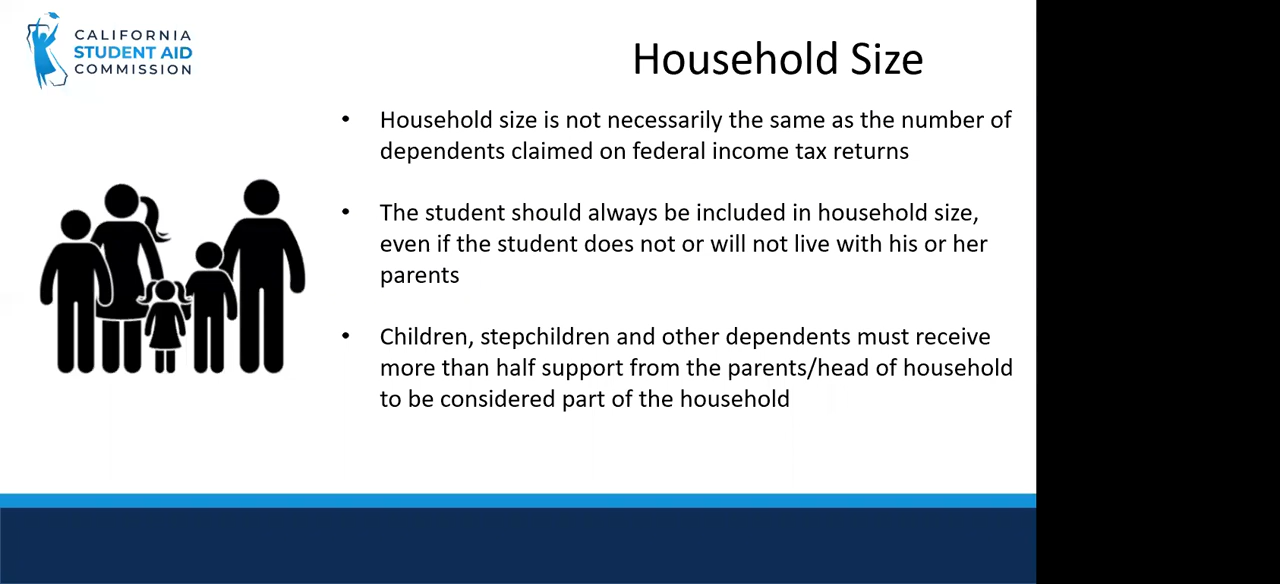 CALIFORNIA
STUDENT AID
COMMISSION
Household Size
• Household size is not necessarily the same as the number of
dependents claimed on federal income tax returns
• The student should always be included in household size,
even if the student does not or will not live with his or her
parents
• Children, stepchildren and other dependents must receive
more than half support from the parents/head of household
to be considered part of the household